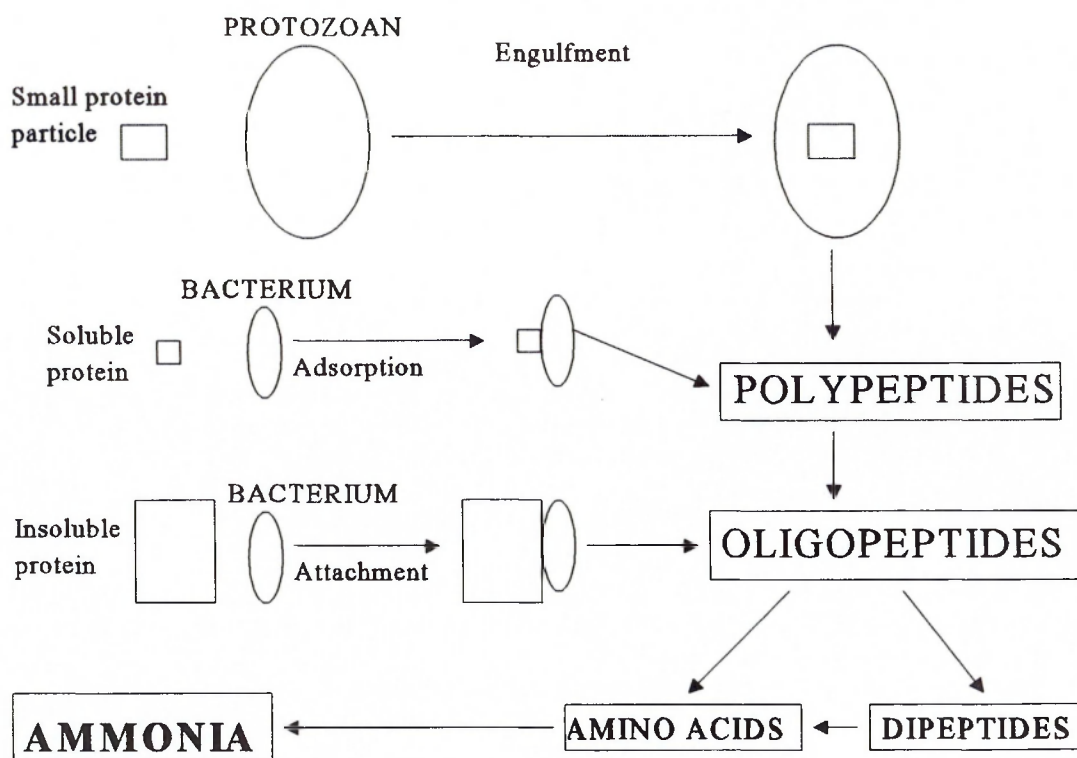 PROTOZOAN
Engulfment
Small protein
particle
BACTERIUM
Soluble
protein
Adsorption
POLYPEPTIDES
BACTERIUM
Insoluble
protein
Attachment
OLIGOPEPTIDES
AMMONIA
AMINO ACIDS
DIPEPTIDES